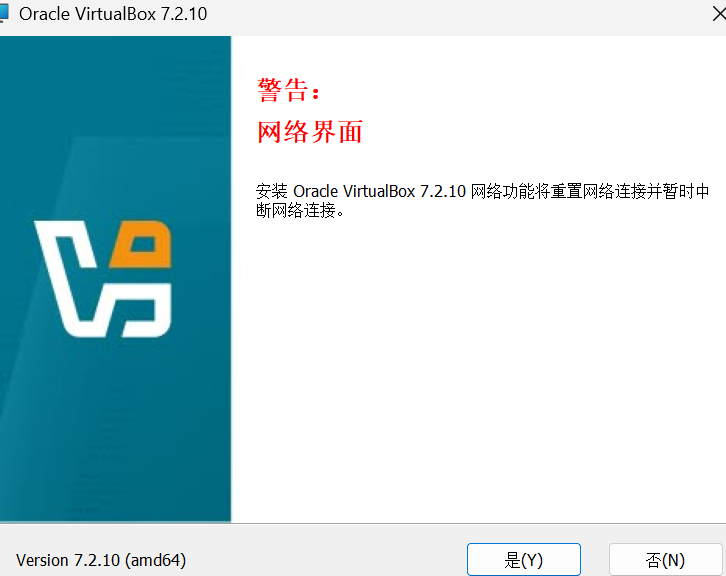 Oracle VirtualBox 7.2.10
警告：
网络界面
安装 Oracle VirtualBox 7.2.10 网络功能将重置网络连接并暂时中
断网络连接。
Version 7.2.10 (amd64)
是(Y)
否(N)